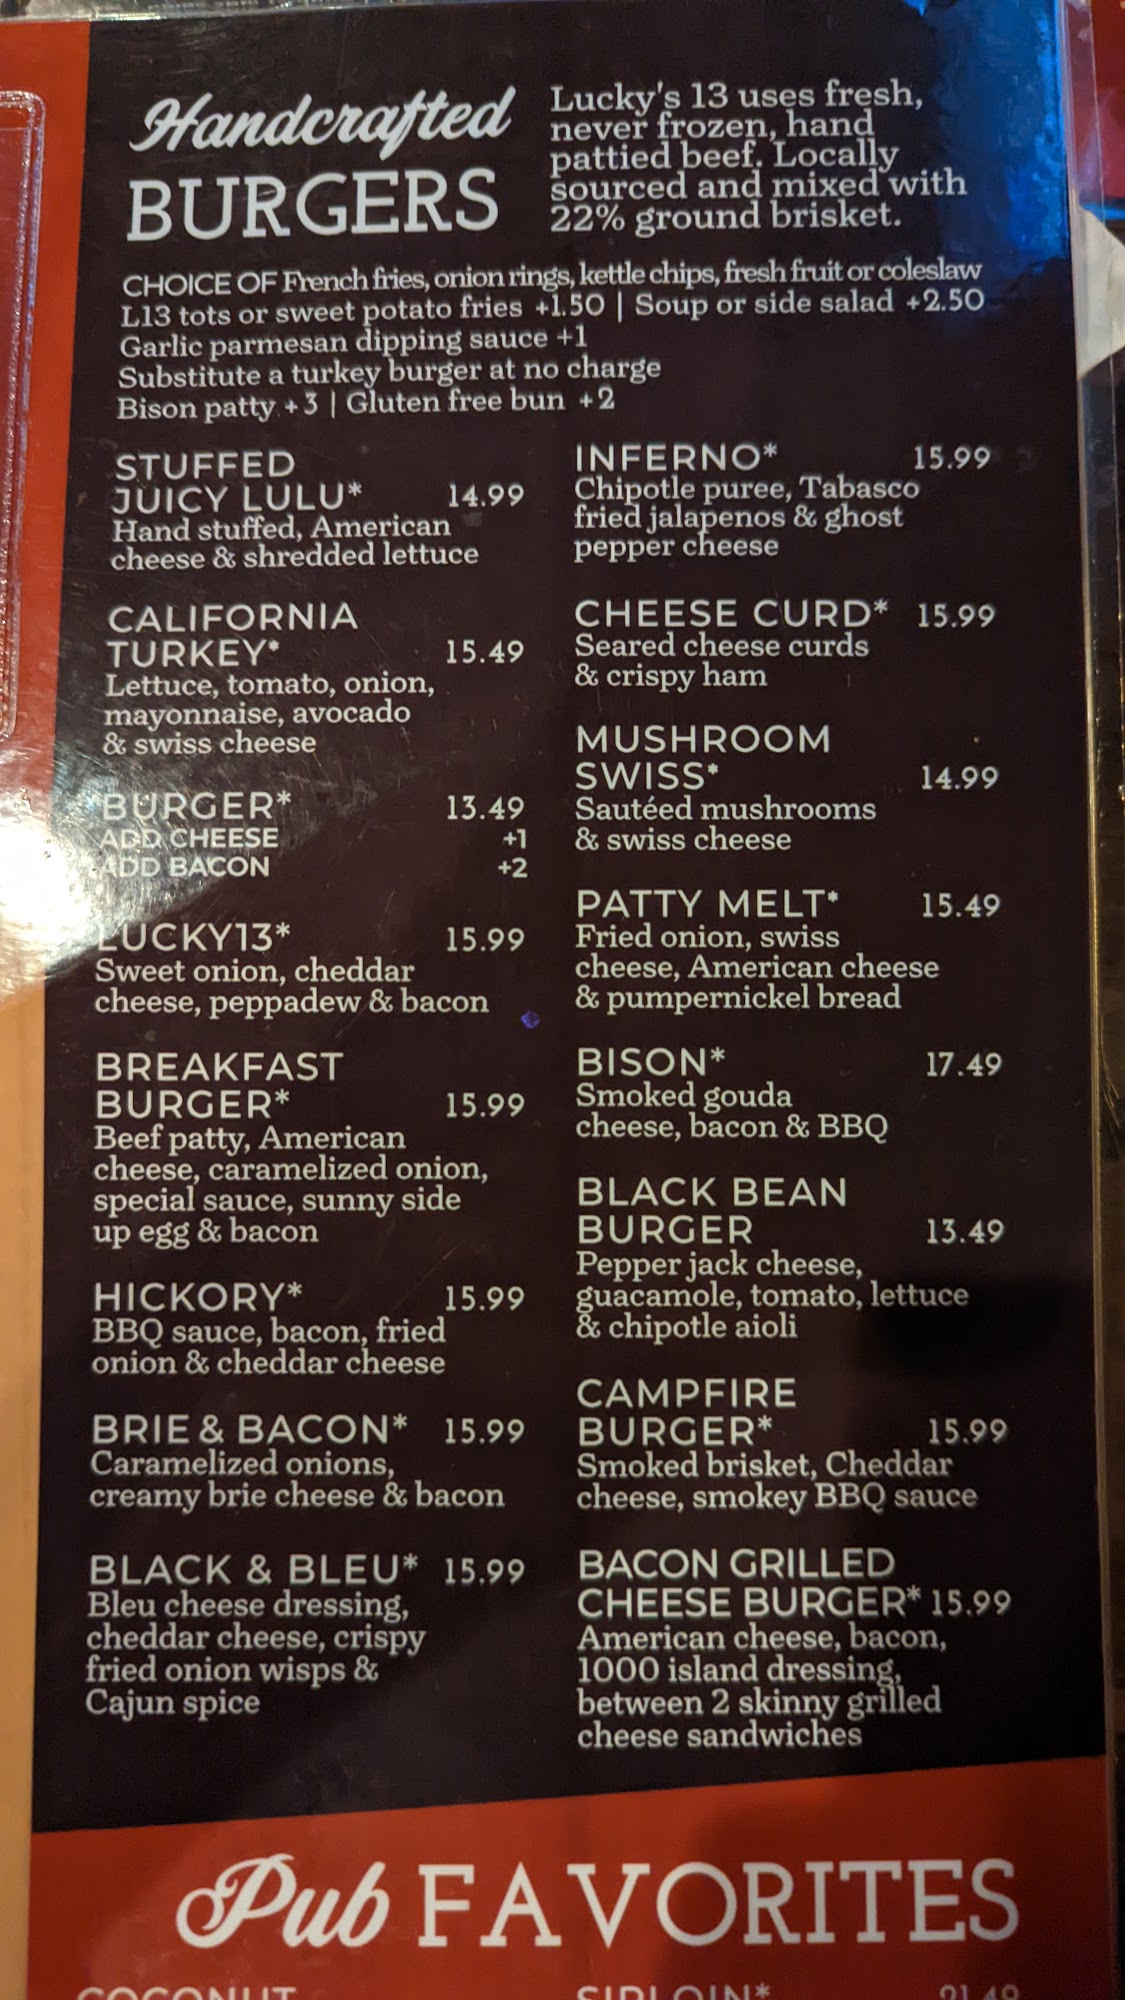 Handcrafted
BURGERS
Lucky's 13 uses fresh,
never frozen, hand
pattied beef. Locally
sourced and mixed with
22% ground brisket.
CHOICE OF French fries, onion rings, kettle chips, fresh fruit or coleslaw
L13 tots or sweet potato fries +1.50 | Soup or side salad +2.50
Garlic parmesan dipping sauce +1
Substitute a turkey burger at no charge
Bison patty +3 | Gluten free bun +2
STUFFED
JUICY LULU* 14.99
Hand stuffed, American
cheese & shredded lettuce
CALIFORNIA
TURKEY* 15.49
Lettuce, tomato, onion,
mayonnaise, avocado
& swiss cheese
BURGER* 13.49
ADD CHEESE +1
ADD BACON +2
LUCKY13* 15.99
Sweet onion, cheddar
cheese, peppadew & bacon
BREAKFAST
BURGER* 15.99
Beef patty, American
cheese, caramelized onion,
special sauce, sunny side
up egg & bacon
HICKORY* 15.99
BBQ sauce, bacon, fried
onion & cheddar cheese
BRIE & BACON* 15.99
Caramelized onions,
creamy brie cheese & bacon
BLACK & BLEU* 15.99
Bleu cheese dressing,
cheddar cheese, crispy
fried onion wisps &
Cajun spice
INFERNO* 15.99
Chipotle puree, Tabasco
fried jalapenos & ghost
pepper cheese
CHEESE CURD* 15.99
Seared cheese curds
& crispy ham
MUSHROOM
SWISS* 14.99
Sautéed mushrooms
& swiss cheese
PATTY MELT* 15.49
Fried onion, swiss
cheese, American cheese
& pumpernickel bread
BISON* 17.49
Smoked gouda
cheese, bacon & BBQ
BLACK BEAN
BURGER 13.49
Pepper jack cheese,
guacamole, tomato, lettuce
& chipotle aioli
CAMPFIRE
BURGER* 15.99
Smoked brisket, Cheddar
cheese, smokey BBQ sauce
BACON GRILLED
CHEESE BURGER* 15.99
American cheese, bacon,
1000 island dressing,
between 2 skinny grilled
cheese sandwiches
Pub FAVORITES
COCONUT
SIRLOIN* 21.49